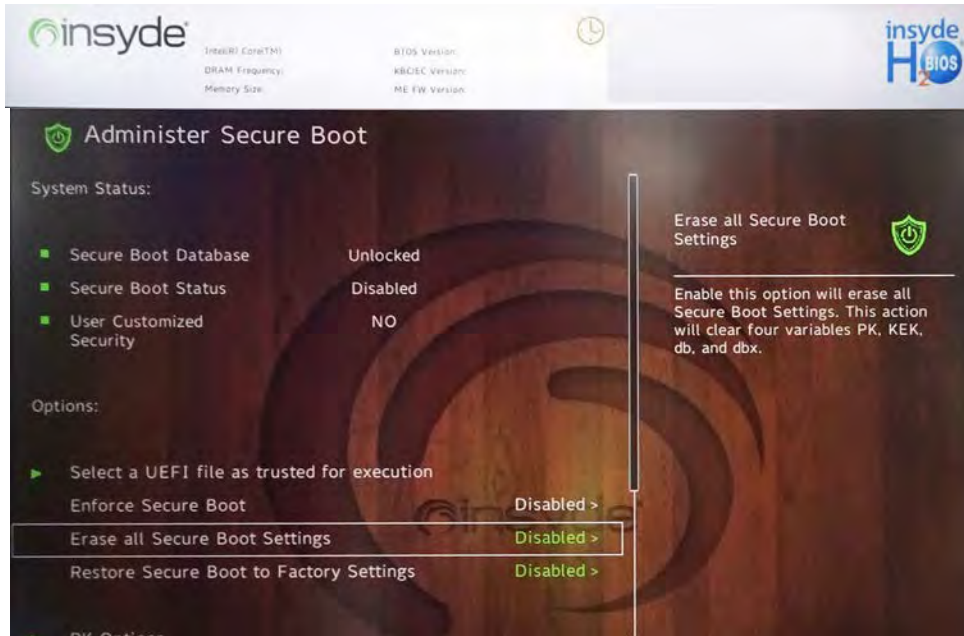 insyde
Intel(R) Core(TM)
BIOS Version:
DRAM Frequency:
KBC/EC Version:
Memory Size:
ME FW Version:
insyde
H2
BIOS
Administer Secure Boot
System Status:
Secure Boot Database Unlocked
Secure Boot Status Disabled
User Customized Security NO
Options:
Select a UEFI file as trusted for execution
Enforce Secure Boot Disabled >
Erase all Secure Boot Settings Disabled >
Restore Secure Boot to Factory Settings Disabled >
Erase all Secure Boot
Settings
Enable this option will erase all
Secure Boot Settings. This action
will clear four variables PK, KEK,
db, and dbx.